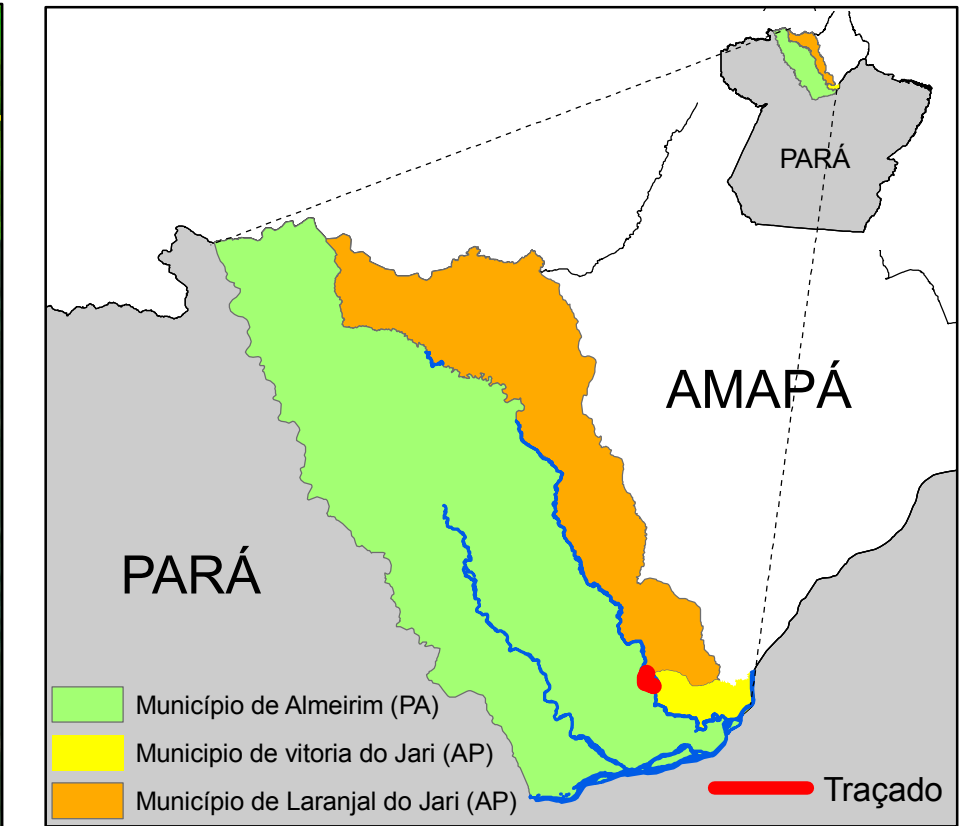 PARÁ
AMAPÁ
PARÁ
Município de Almeirim (PA)
Municipio de vitoria do Jari (AP)
Município de Laranjal do Jari (AP)
Traçado